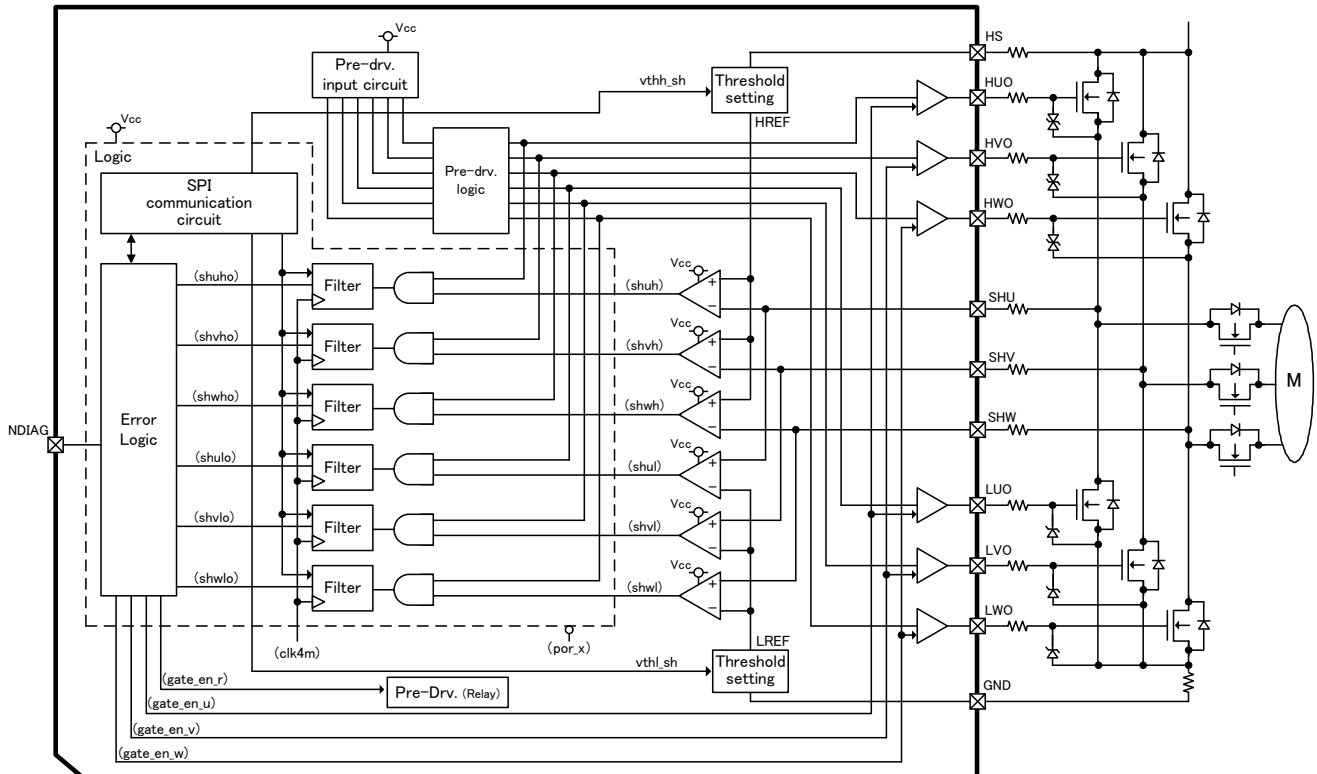 Vcc
HS
Pre-drv.
input circuit
vthh_sh
Threshold
setting
HUO
HREF
Vcc
Logic
HVO
Pre-drv.
logic
SPI
communication
circuit
HWO
(shuho)
Filter
(shuh)
Vcc
+
−
SHU
(shvho)
Filter
(shvh)
Vcc
+
−
SHV
(shwho)
Filter
(shwh)
Vcc
+
−
SHW
M
NDIAG
Error
Logic
(shulo)
Filter
(shul)
Vcc
+
−
LUO
(shvlo)
Filter
(shvl)
Vcc
+
−
LVO
(shwlo)
Filter
(shwl)
Vcc
+
−
LWO
(clk4m)
(por_x)
LREF
vthl_sh
Threshold
setting
(gate_en_r)
Pre-Drv. (Relay)
GND
(gate_en_u)
(gate_en_v)
(gate_en_w)